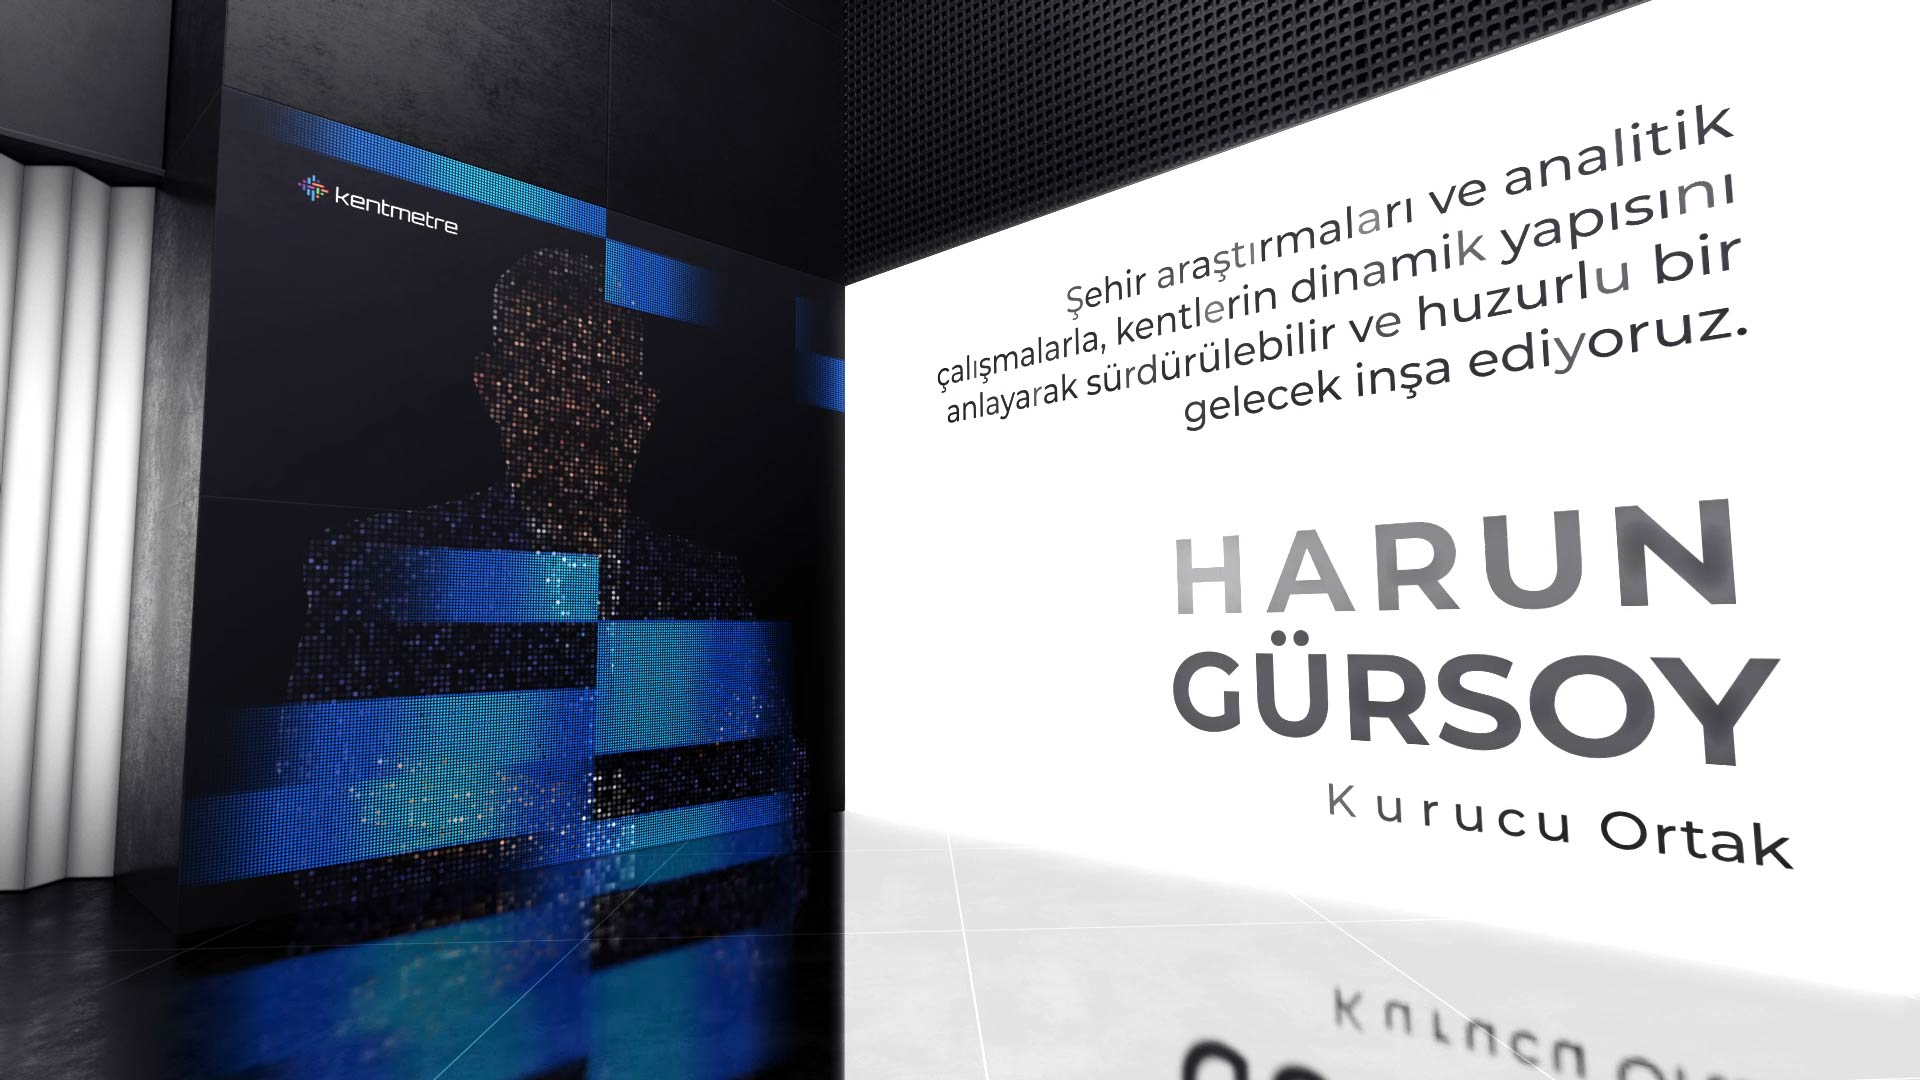 kentmetre
Şehir araştırmaları ve analitik
çalışmalarla, kentlerin dinamik yapısını
anlayarak sürdürülebilir ve huzurlu bir
gelecek inşa ediyoruz.
HARUN
GÜRSOY
Kurucu Ortak